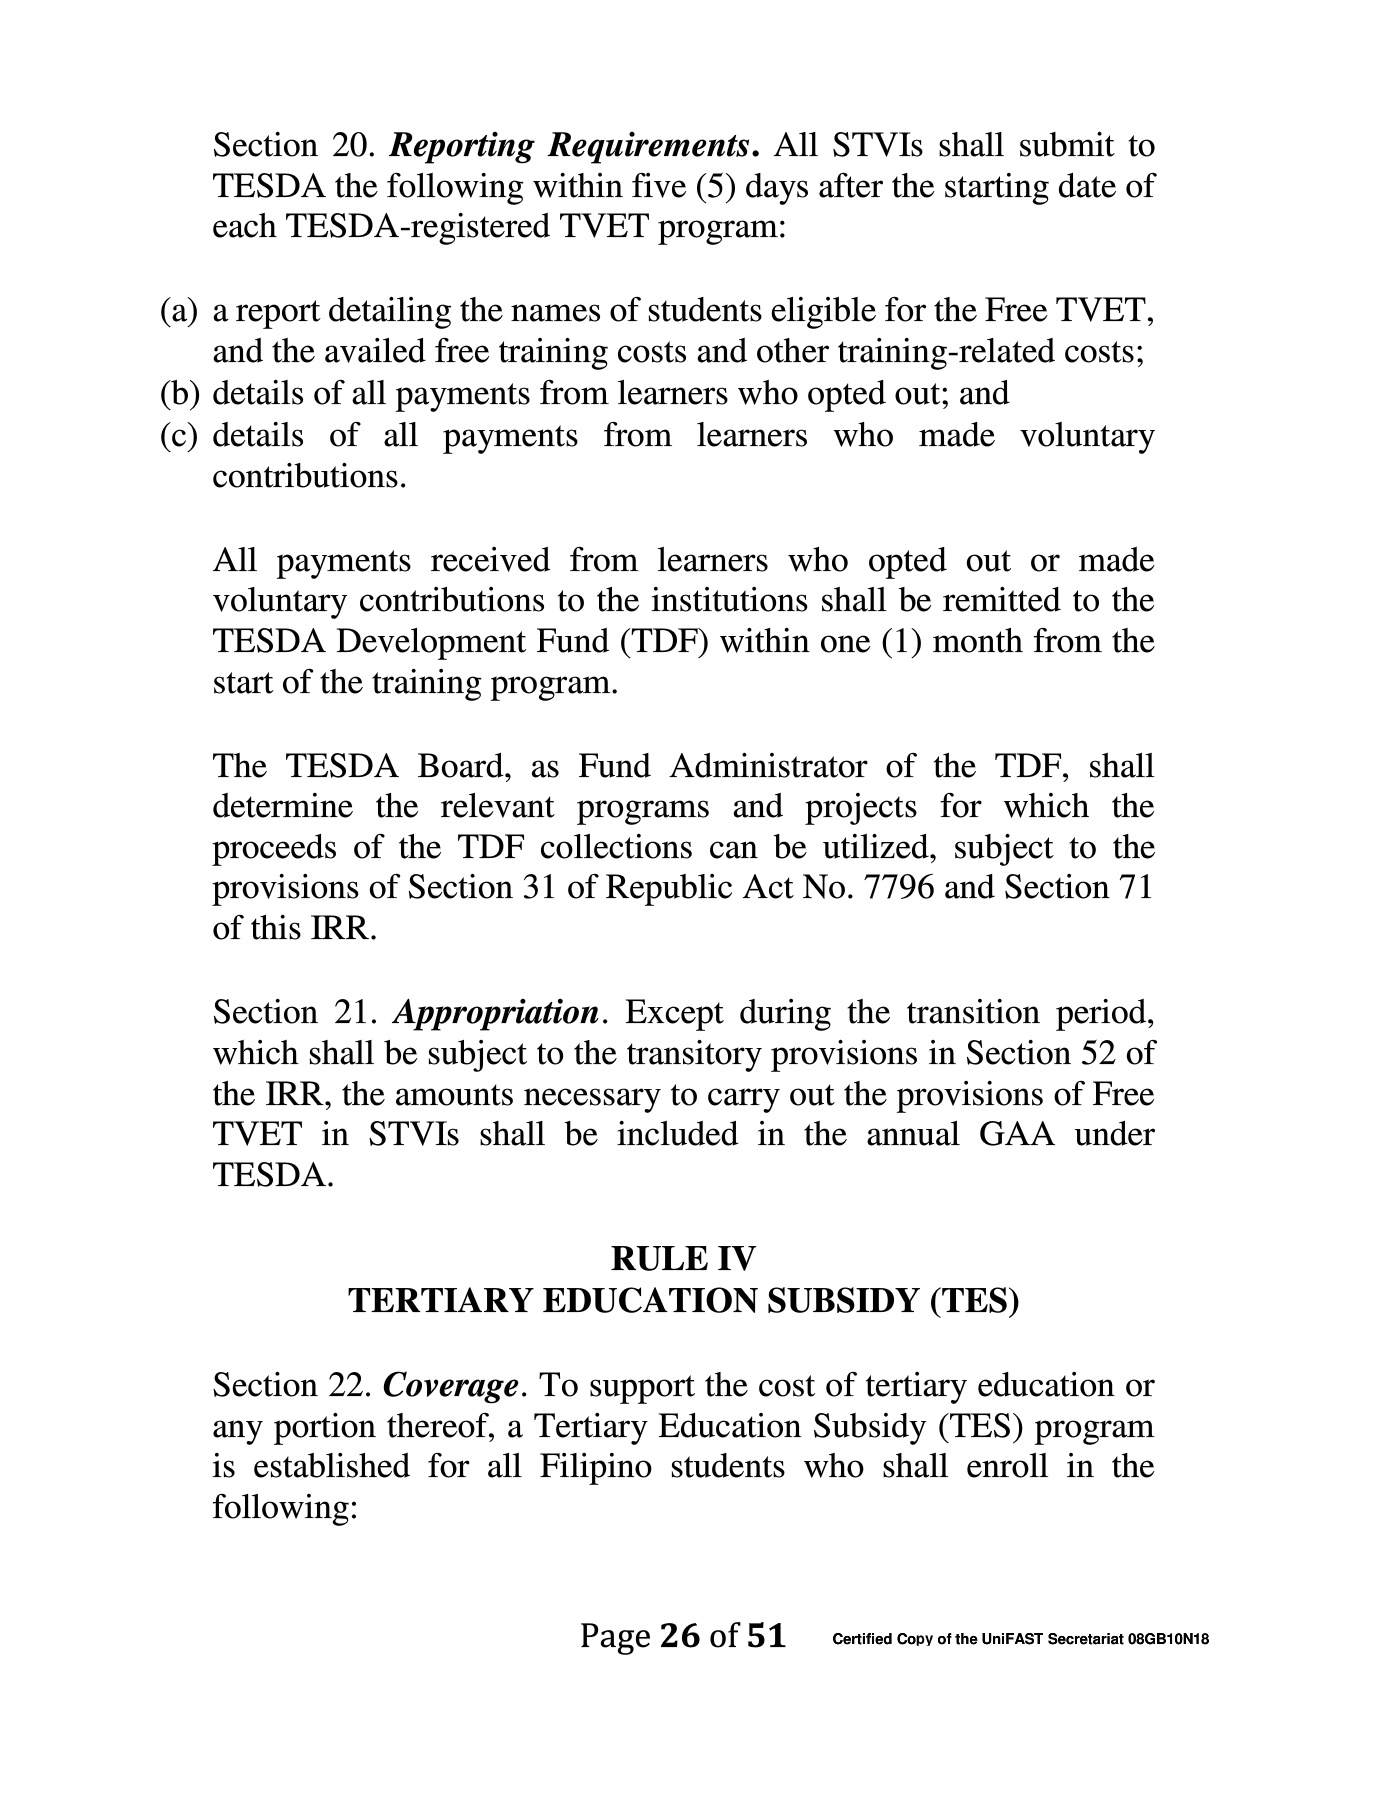 Section 20. Reporting Requirements. All STVIs shall submit to
TESDA the following within five (5) days after the starting date of
each TESDA-registered TVET program:
(a) a report detailing the names of students eligible for the Free TVET,
and the availed free training costs and other training-related costs;
(b) details of all payments from learners who opted out; and
(c) details of all payments from learners who made voluntary
contributions.
All payments received from learners who opted out or made
voluntary contributions to the institutions shall be remitted to the
TESDA Development Fund (TDF) within one (1) month from the
start of the training program.
The TESDA Board, as Fund Administrator of the TDF, shall
determine the relevant programs and projects for which the
proceeds of the TDF collections can be utilized, subject to the
provisions of Section 31 of Republic Act No. 7796 and Section 71
of this IRR.
Section 21. Appropriation. Except during the transition period,
which shall be subject to the transitory provisions in Section 52 of
the IRR, the amounts necessary to carry out the provisions of Free
TVET in STVIs shall be included in the annual GAA under
TESDA.
RULE IV
TERTIARY EDUCATION SUBSIDY (TES)
Section 22. Coverage. To support the cost of tertiary education or
any portion thereof, a Tertiary Education Subsidy (TES) program
is established for all Filipino students who shall enroll in the
following:
Page 26 of 51 Certified Copy of the UniFAST Secretariat 08GB10N18